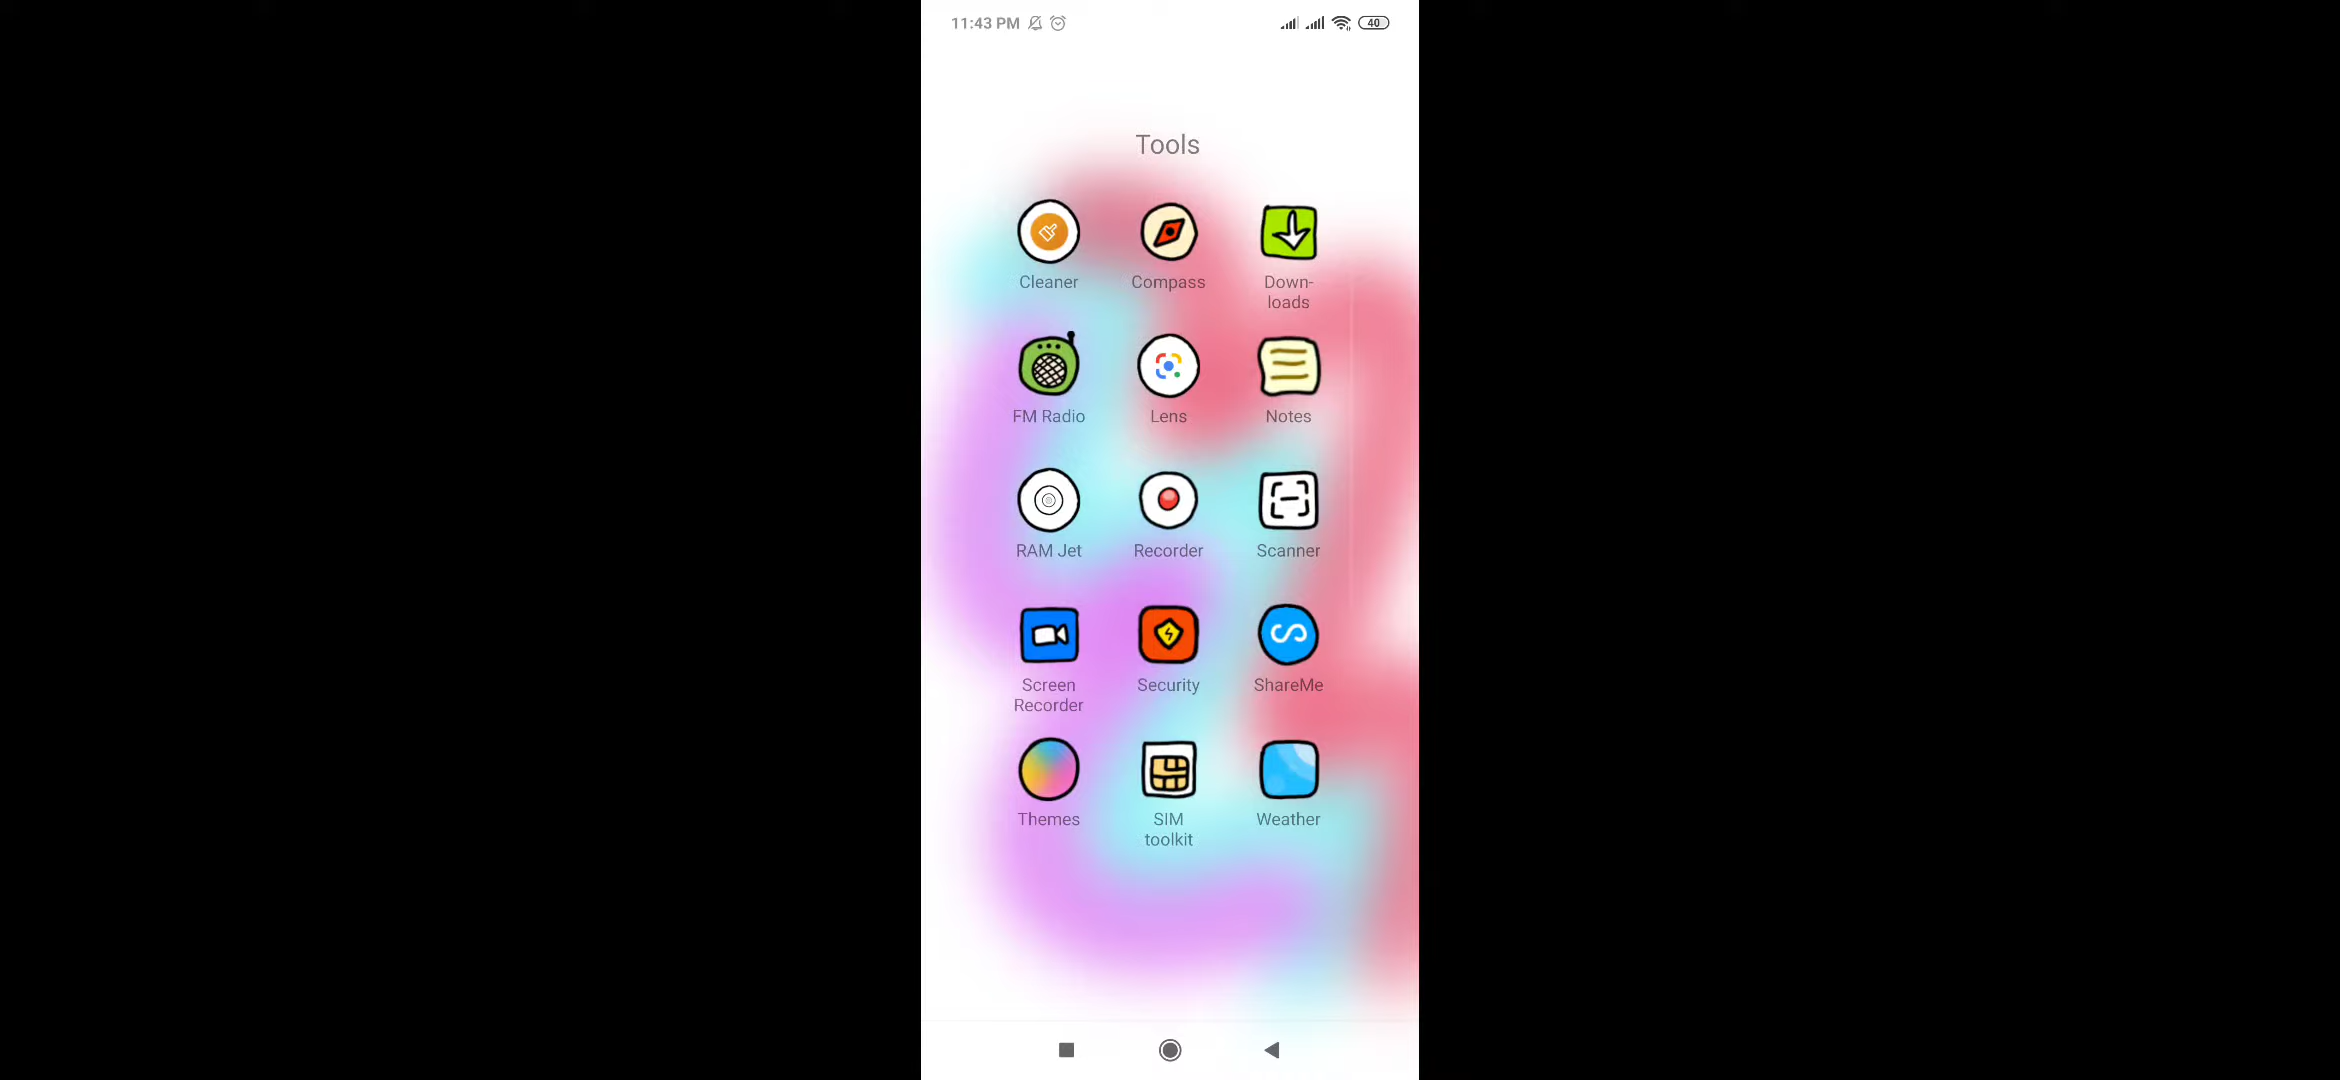 11:43 PM
40
Tools
Cleaner
Compass
Down-
loads
FM Radio
Lens
Notes
RAM Jet
Recorder
Scanner
Screen
Recorder
Security
ShareMe
Themes
SIM
toolkit
Weather